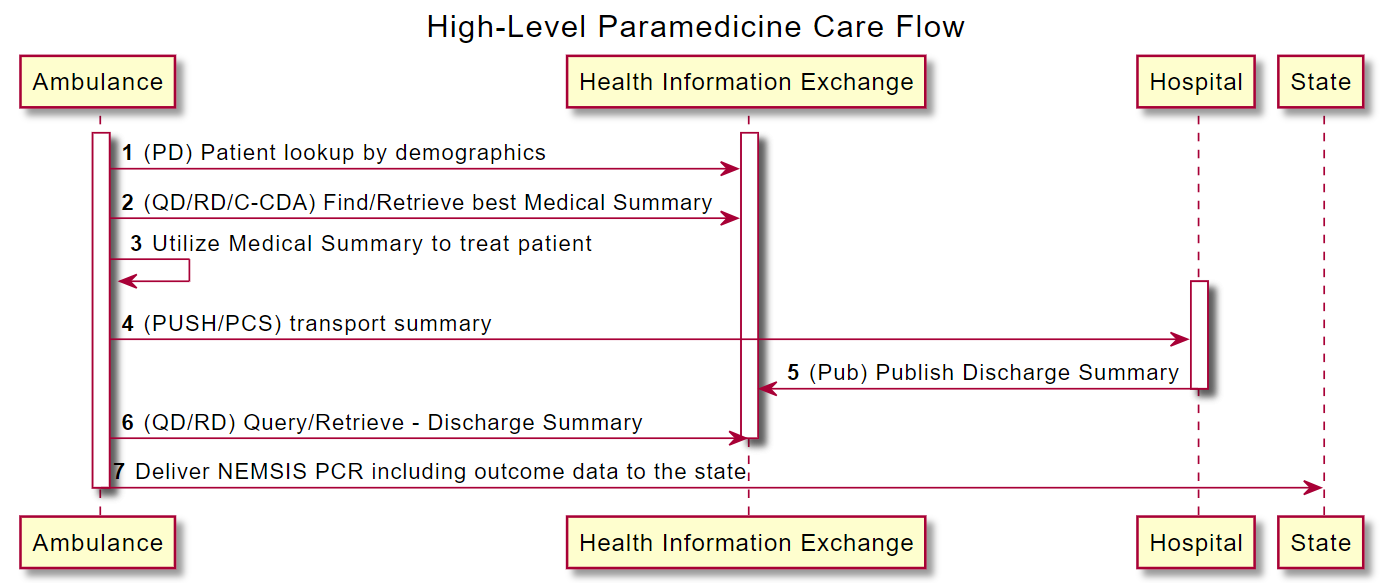 High-Level Paramedicine Care Flow
Ambulance Health Information Exchange Hospital State
1 (PD) Patient lookup by demographics
2 (QD/RD/C-CDA) Find/Retrieve best Medical Summary
3 Utilize Medical Summary to treat patient
4 (PUSH/PCS) transport summary
5 (Pub) Publish Discharge Summary
6 (QD/RD) Query/Retrieve - Discharge Summary
7 Deliver NEMSIS PCR including outcome data to the state
Ambulance Health Information Exchange Hospital State